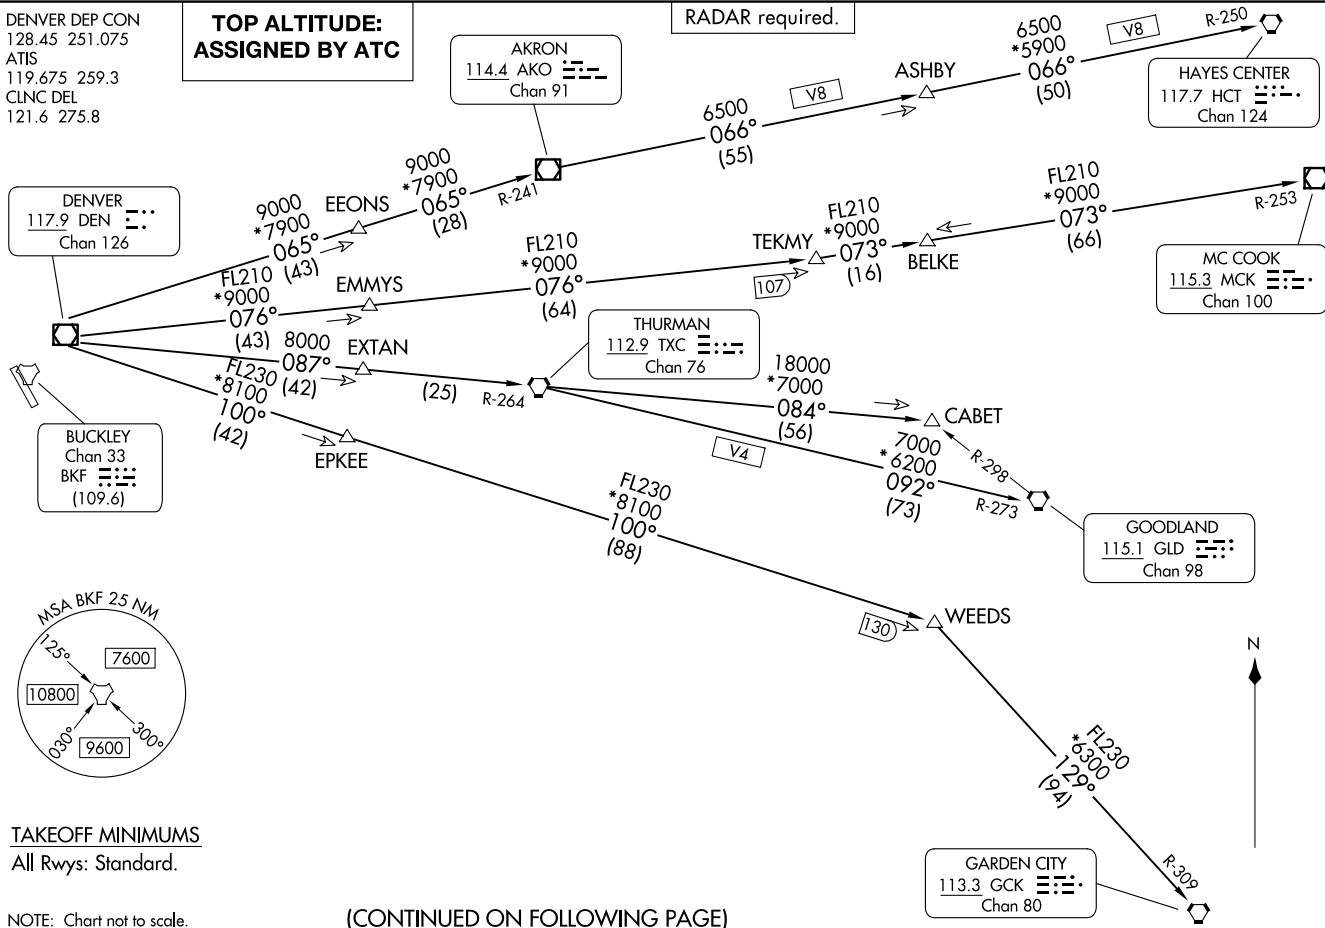 DENVER DEP CON
128.45 251.075
ATIS
119.675 259.3
CLNC DEL
121.6 275.8
TOP ALTITUDE:
ASSIGNED BY ATC
RADAR required.
AKRON
114.4 AKO
Chan 91
6500
*5900
066°
(50)
V8
R-250
HAYES CENTER
117.7 HCT
Chan 124
ASHBY
V8
6500
066°
(55)
9000
*7900
065°
(28)
R-241
EEONS
9000
*7900
065°
(43)
DENVER
117.9 DEN
Chan 126
FL210
*9000
073°
(66)
R-253
MC COOK
115.3 MCK
Chan 100
BELKE
FL210
*9000
073°
(16)
TEKMY
107
FL210
*9000
076°
(64)
EMMYS
FL210
*9000
076°
(43)
THURMAN
112.9 TXC
Chan 76
EXTAN
8000
087°
(42)
(25)
R-264
18000
*7000
084°
(56)
CABET
R-298
V4
7000
*6200
092°
(73)
R-273
GOODLAND
115.1 GLD
Chan 98
FL230
*8100
100°
(42)
EPKEE
BUCKLEY
Chan 33
BKF
(109.6)
FL230
*8100
100°
(88)
130
WEEDS
FL230
*6300
129°
(94)
R-309
GARDEN CITY
113.3 GCK
Chan 80
N
MSA BKF 25 NM
125°
7600
10800
030°
9600
300°
TAKEOFF MINIMUMS
All Rwys: Standard.
NOTE: Chart not to scale.
(CONTINUED ON FOLLOWING PAGE)